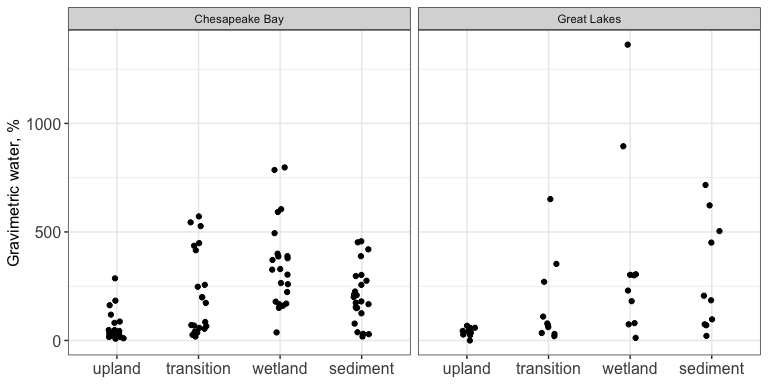 Chesapeake Bay
Great Lakes
Gravimetric water, %
1000
500
0
upland transition wetland sediment
upland transition wetland sediment